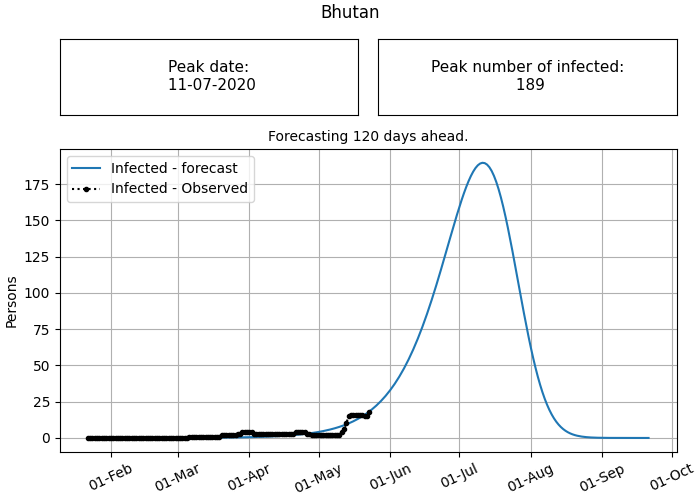 Bhutan
Peak date:
11-07-2020
Peak number of infected:
189
Forecasting 120 days ahead.
Infected - forecast
Infected - Observed
Persons
175
150
125
100
75
50
25
0
01-Feb
01-Mar
01-Apr
01-May
01-Jun
01-Jul
01-Aug
01-Sep
01-Oct